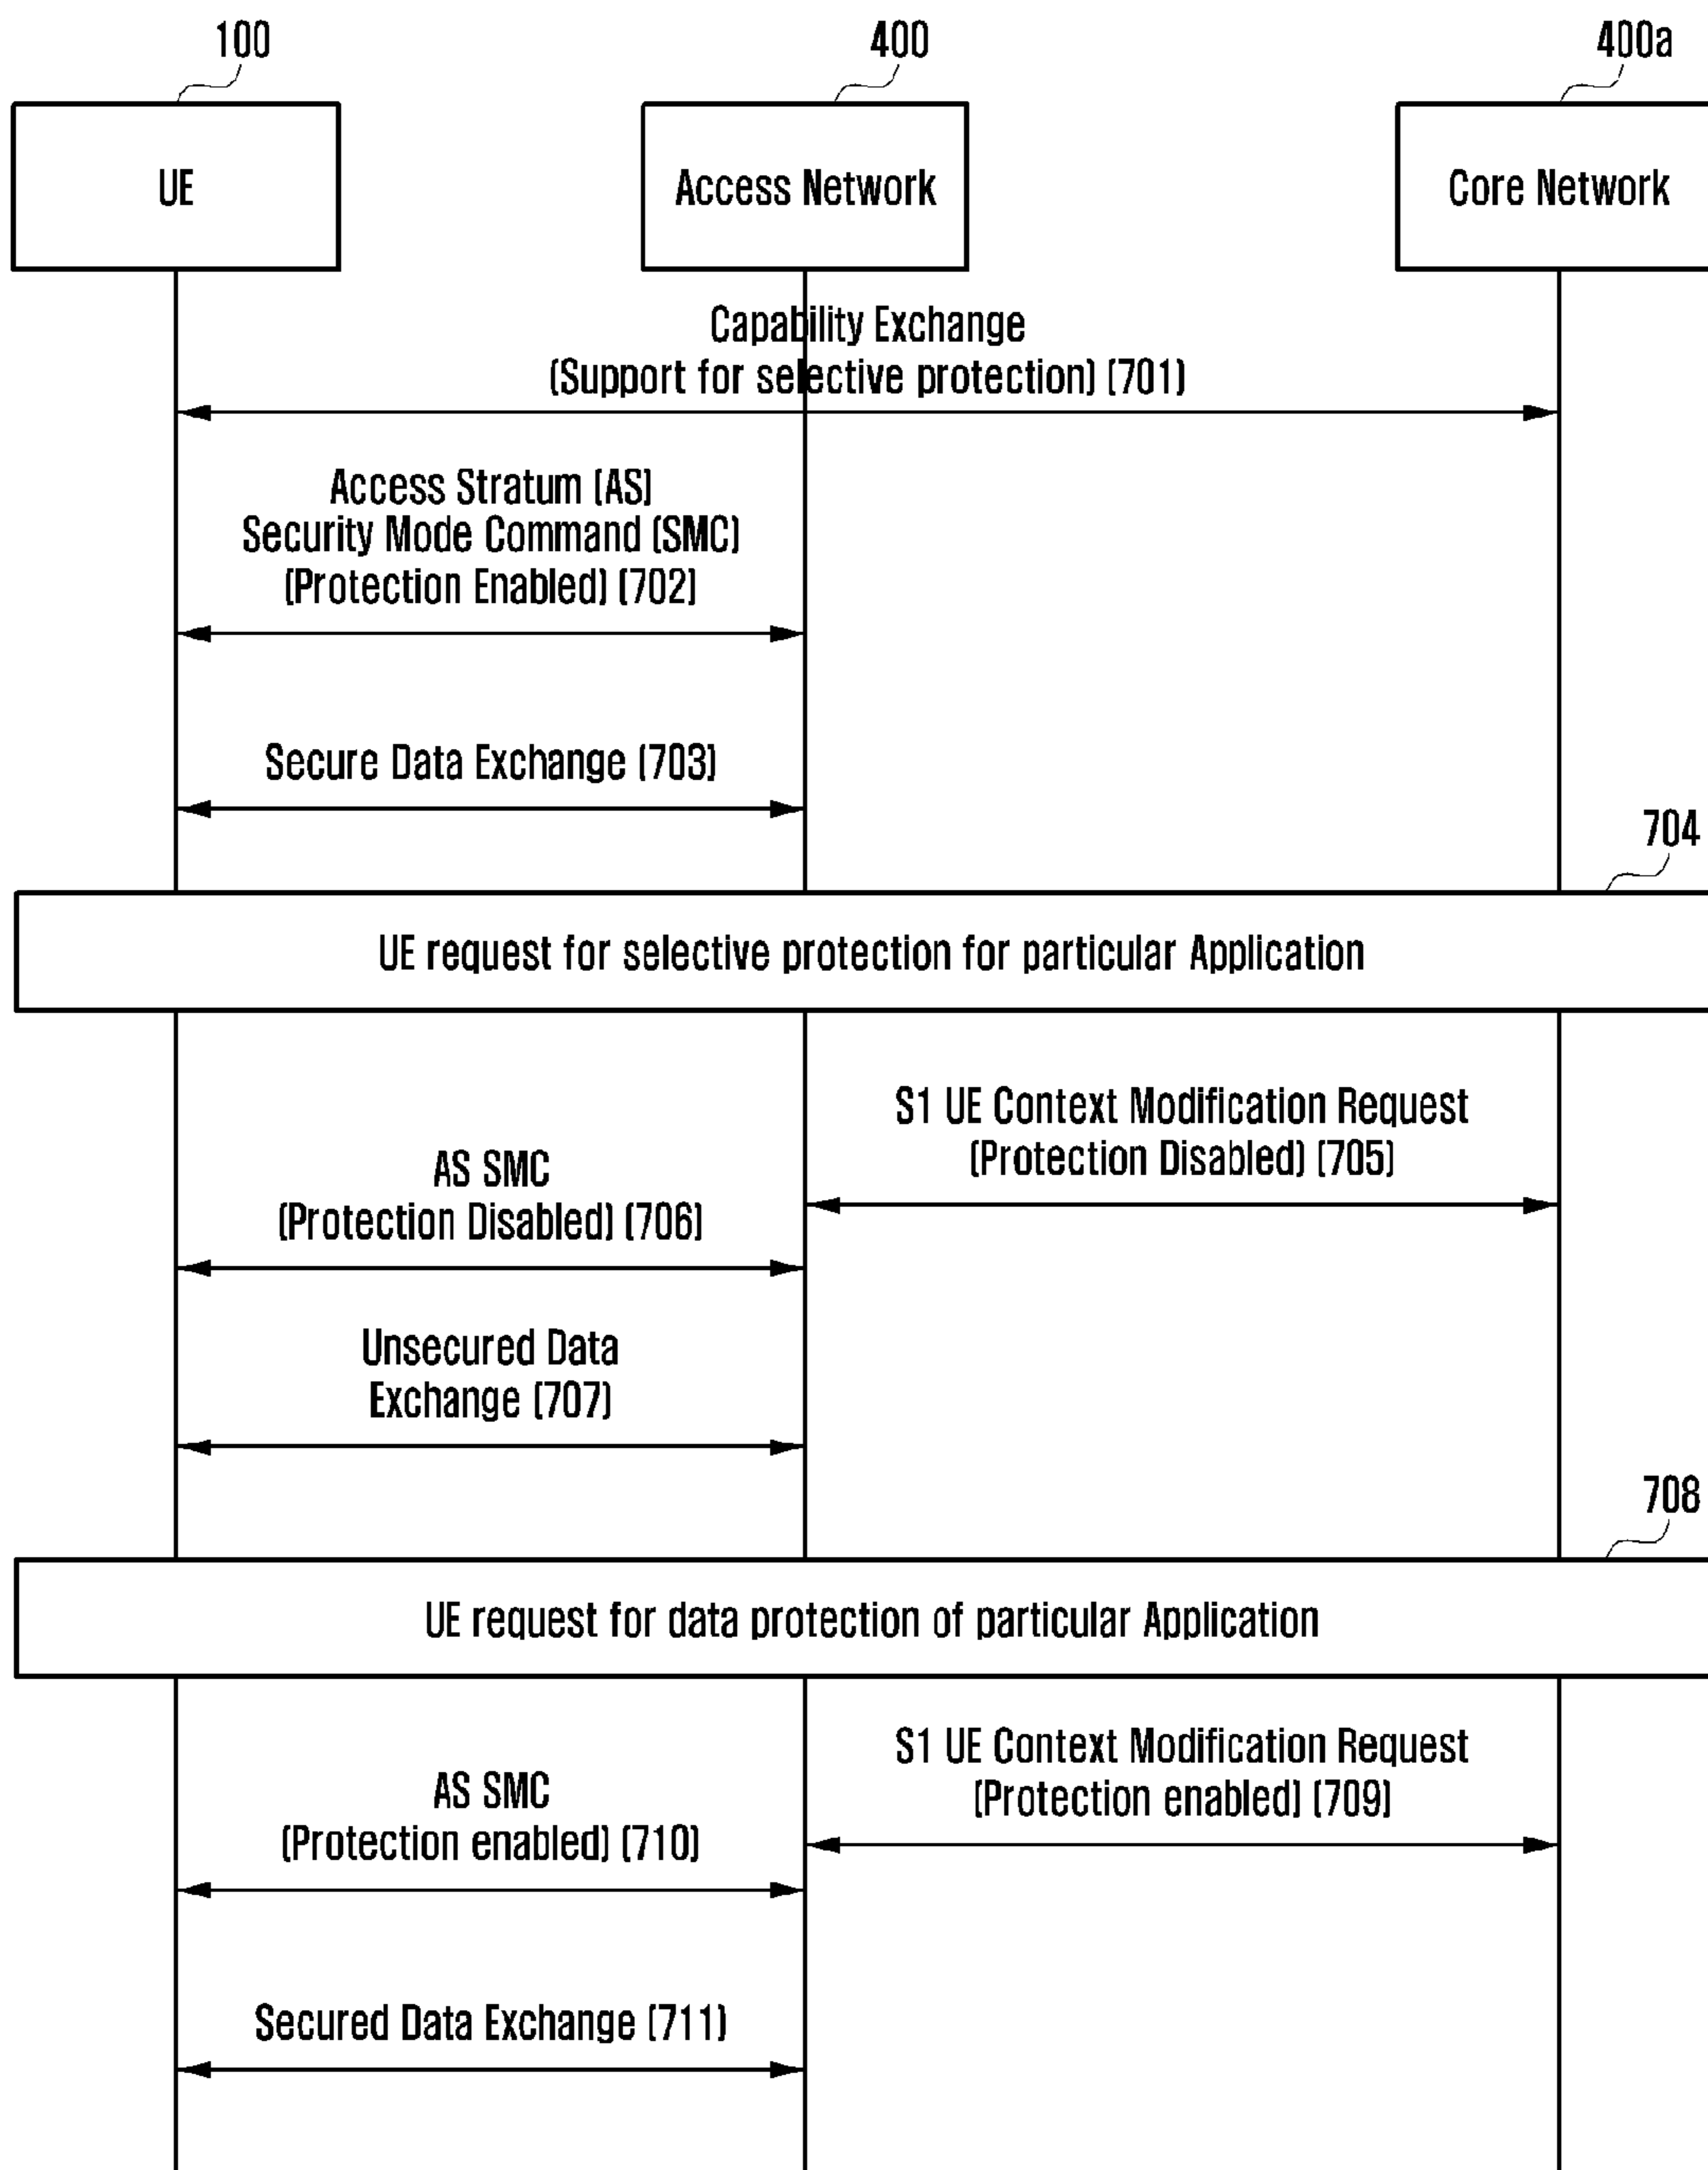 100
400
400a
UE
Access Network
Core Network
Capability Exchange
(Support for selective protection) (701)
Access Stratum (AS)
Security Mode Command (SMC)
(Protection Enabled) (702)
Secure Data Exchange (703)
704
UE request for selective protection for particular Application
S1 UE Context Modification Request
(Protection Disabled) (705)
AS SMC
(Protection Disabled) (706)
Unsecured Data
Exchange (707)
708
UE request for data protection of particular Application
S1 UE Context Modification Request
(Protection enabled) (709)
AS SMC
(Protection enabled) (710)
Secured Data Exchange (711)